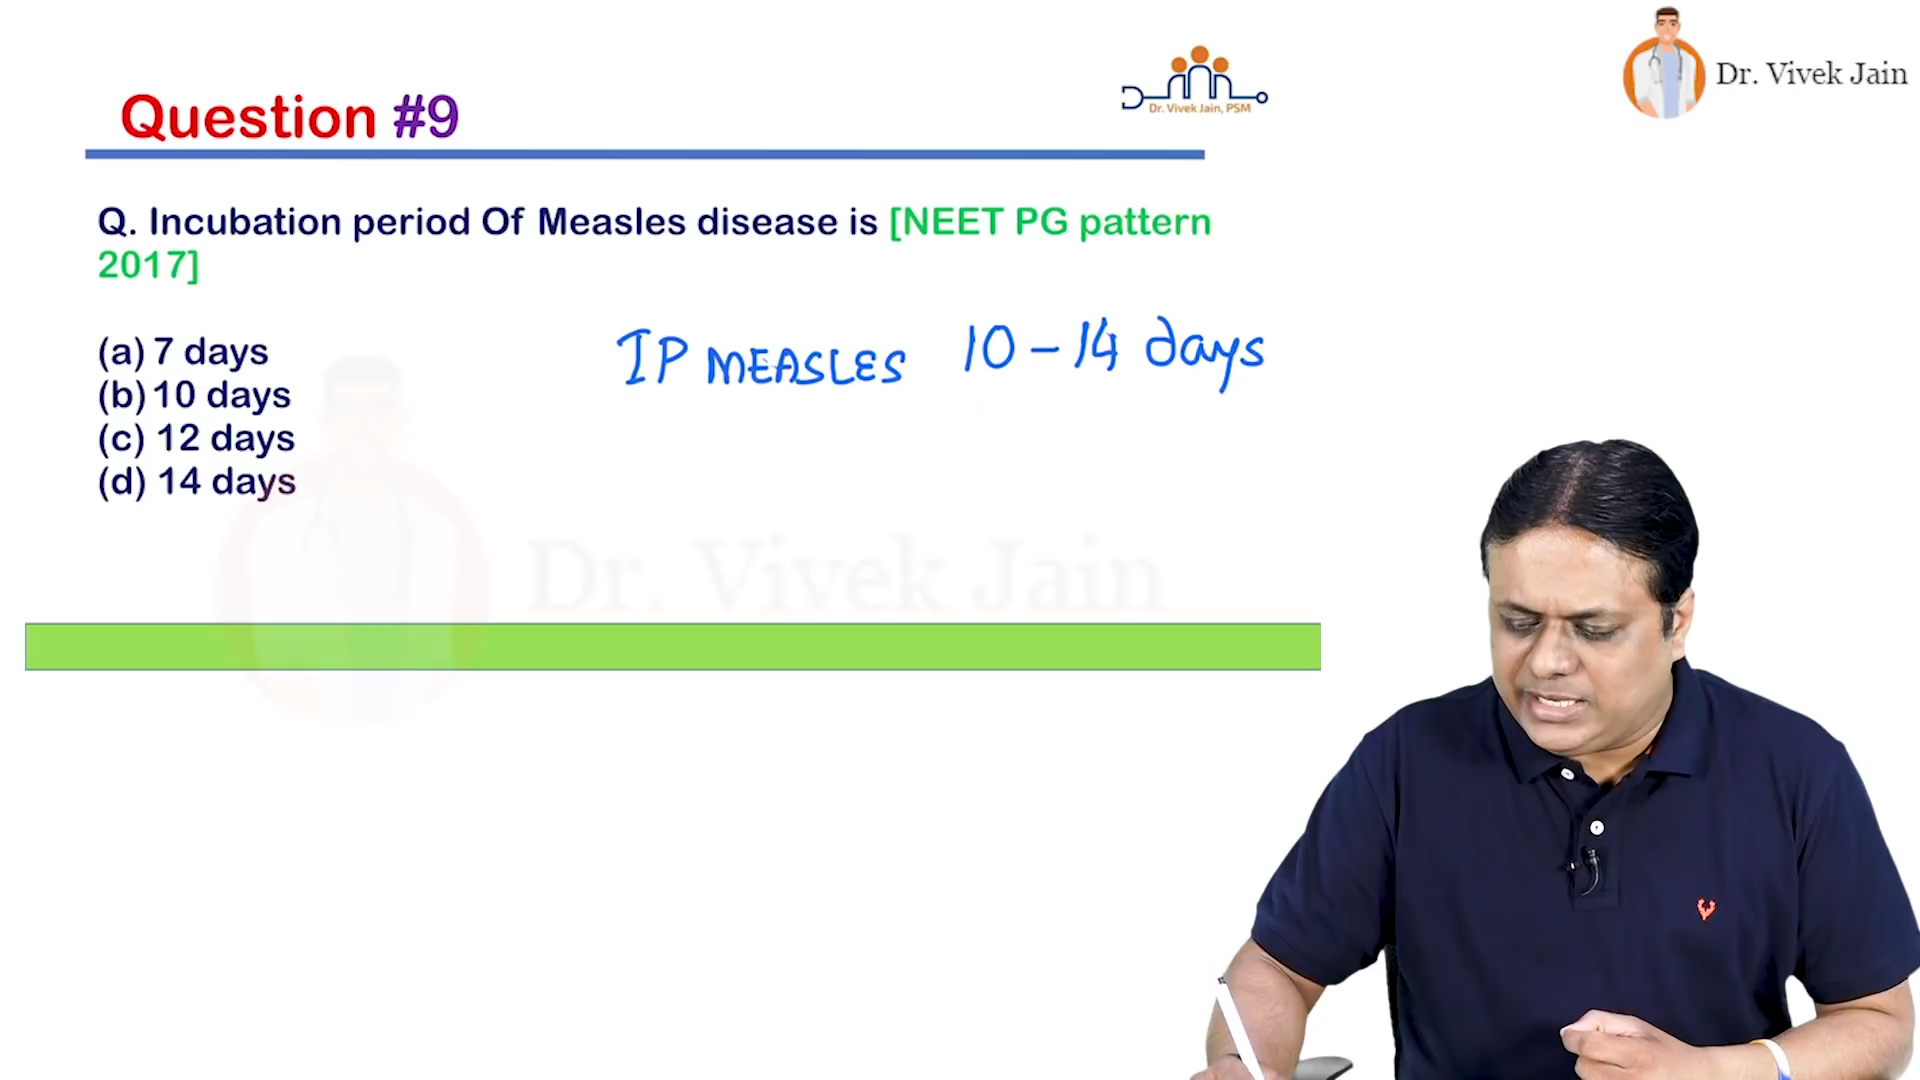 Dr. Vivek Jain
Dr. Vivek Jain, PSM
Question #9
Q. Incubation period Of Measles disease is [NEET PG pattern
2017]
(a) 7 days
(b) 10 days
(c) 12 days
(d) 14 days
IP MEASLES 10-14 days
Dr. Vivek Jain